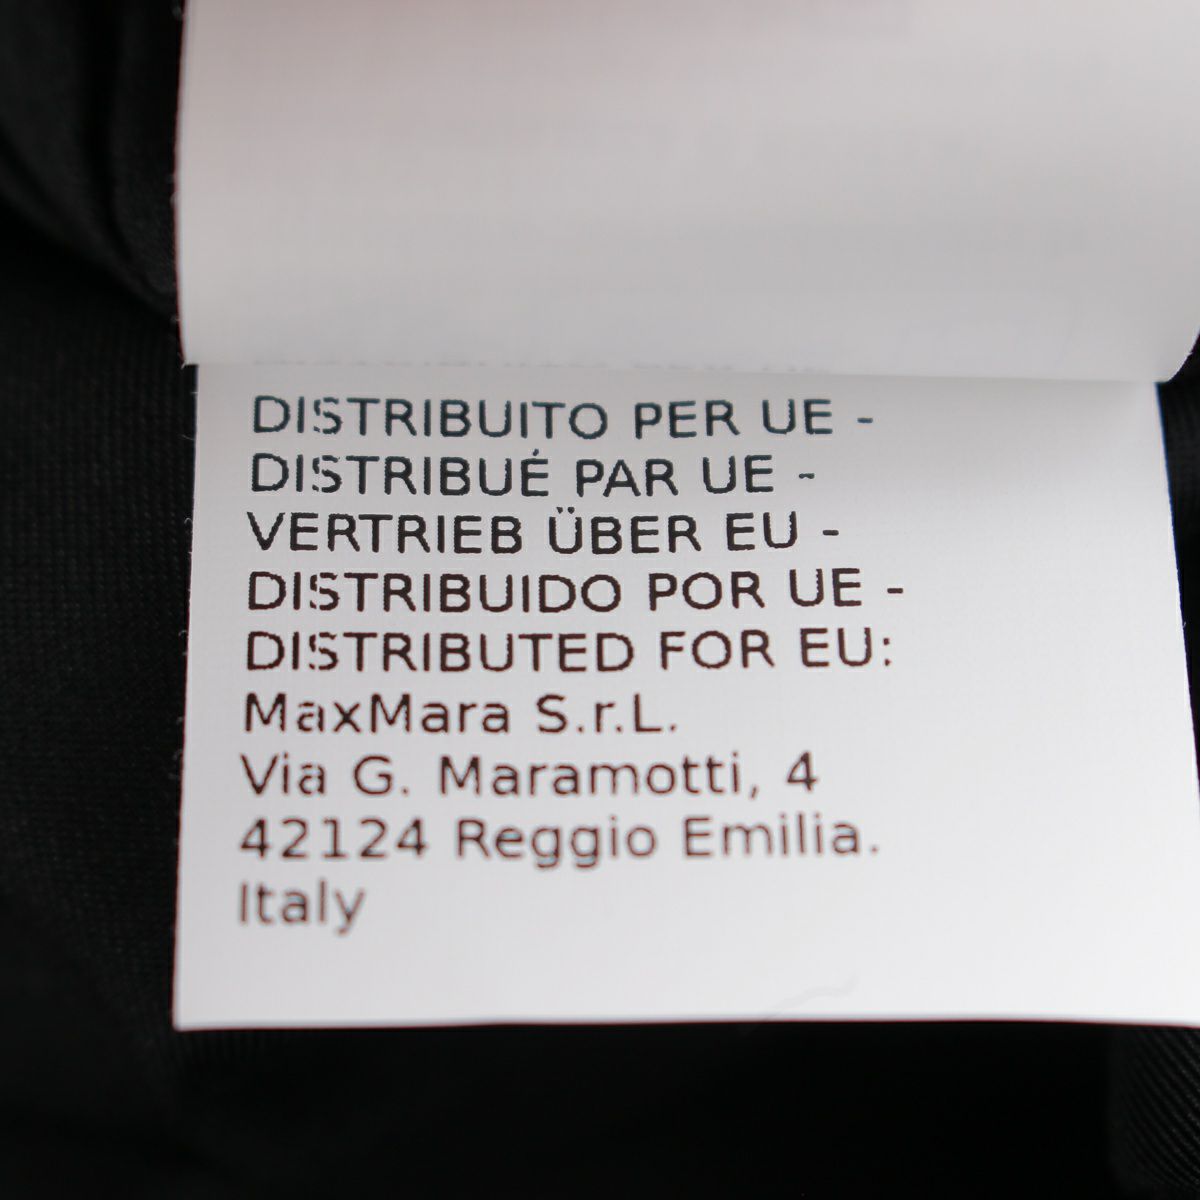 DISTRIBUITO PER UE -
DISTRIBUÉ PAR UE -
VERTRIEB ÜBER EU -
DISTRIBUIDO POR UE -
DISTRIBUTED FOR EU:
MaxMara S.r.L.
Via G. Maramotti, 4
42124 Reggio Emilia.
Italy